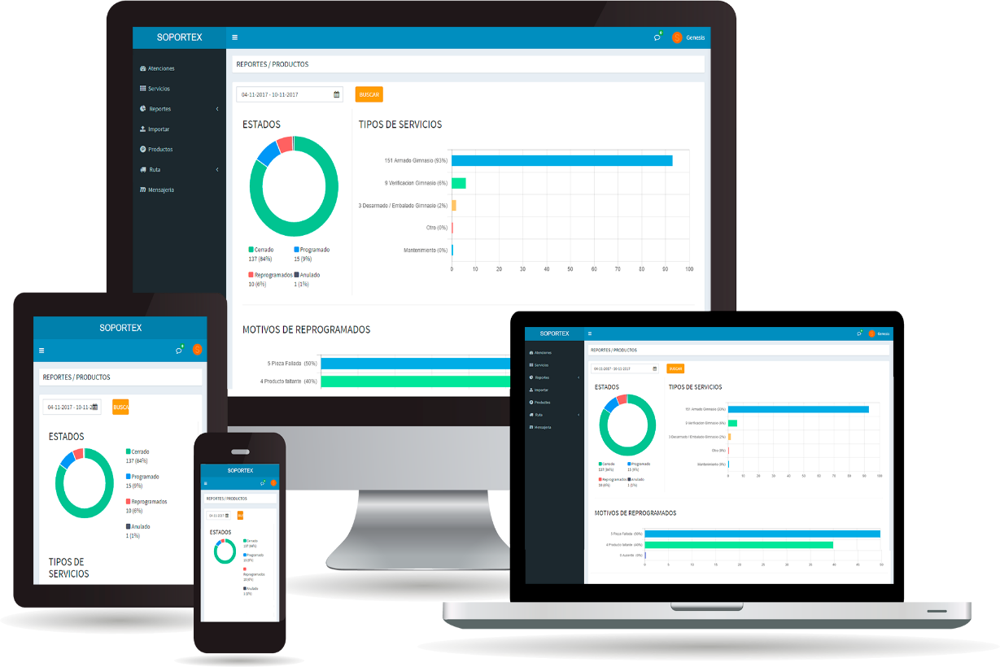 SOPORTEX
Genesis
Atenciones
Servicios
Reportes
Importar
Productos
Ruta
Mensajeria
REPORTES / PRODUCTOS
04-11-2017 - 10-11-2017
BUSCAR
ESTADOS
Cerrado
137 (84%)
Programado
15 (9%)
Reprogramados
10 (6%)
Anulado
1 (1%)
TIPOS DE SERVICIOS
151 Armado Gimnasio (93%)
9 Verificacion Gimnasio (6%)
3 Desarmado / Embalado Gimnasio (2%)
Otro (0%)
Mantenimiento (0%)
0 10 20 30 40 50 60 70 80 90 100
MOTIVOS DE REPROGRAMADOS
5 Pieza Fallada (50%)
4 Producto faltante (40%)
SOPORTEX
REPORTES / PRODUCTOS
04-11-2017 - 10-11-2
BUSCA
ESTADOS
Cerrado
137 (84%)
Programado
15 (9%)
Reprogramados
10 (6%)
Anulado
1 (1%)
TIPOS DE
SERVICIOS
SOPORTEX
REPORTES / PRODUCTOS
04-11-2017
ESTADOS
Cerrado
137 (84%)
Programado
15 (9%)
Reprogramados
10 (6%)
Anulado
1 (1%)
SOPORTEX
Genesis
Atenciones
Servicios
Reportes
Importar
Productos
Ruta
Mensajeria
REPORTES / PRODUCTOS
04-11-2017 - 10-11-2017
BUSCAR
ESTADOS
Cerrado
137 (84%)
Programado
15 (9%)
Reprogramados
10 (6%)
Anulado
1 (1%)
TIPOS DE SERVICIOS
151 Armado Gimnasio (93%)
9 Verificacion Gimnasio (6%)
3 Desarmado / Embalado Gimnasio (2%)
Otro (0%)
Mantenimiento (0%)
0 10 20 30 40 50 60 70 80 90 100
MOTIVOS DE REPROGRAMADOS
5 Pieza Fallada (50%)
4 Producto faltante (40%)
0 5 10 15 20 25 30 35 40 45 50